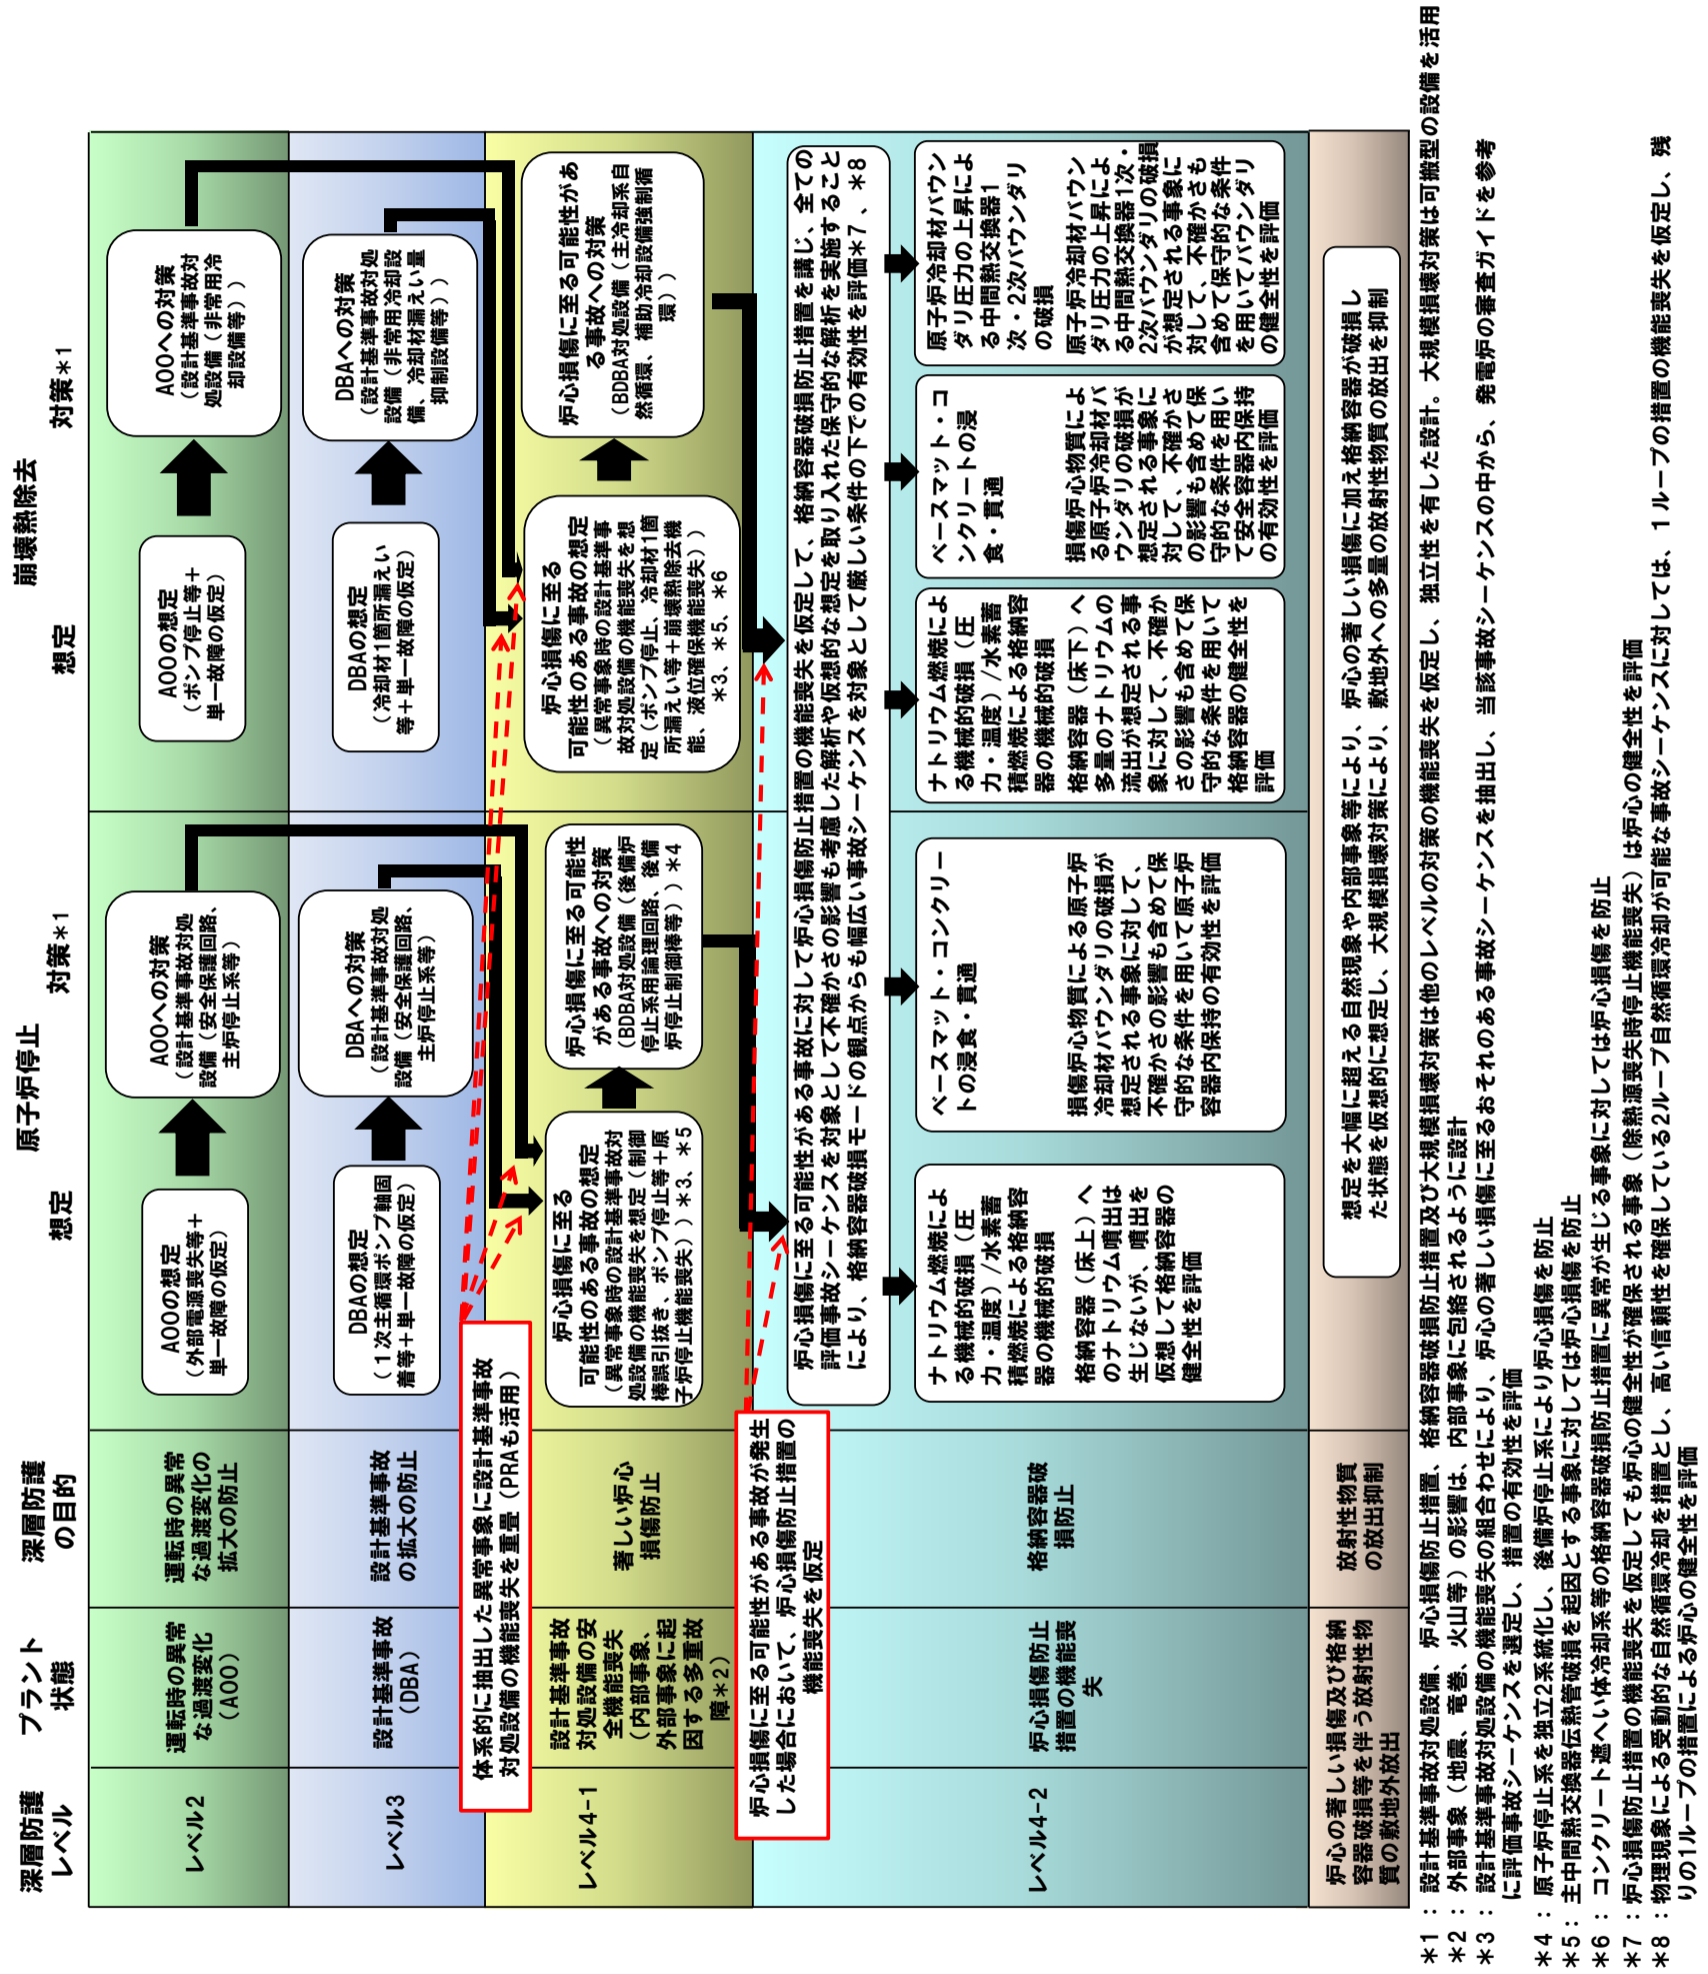 原子炉停止
崩壊熱除去
深層防護
レベル
プラント
状態
深層防護
の目的
想定
対策*1
想定
対策*1
レベル2
運転時の異常
な過渡変化
(AOO)
運転時の異常
な過渡変化の
拡大の防止
AOOの想定
(外部電源喪失等+
単一故障の仮定)
AOOへの対策
(設計基準事故対処
設備(安全保護回路、
主炉停止系等)
AOOの想定
(ポンプ停止等+
単一故障の仮定)
AOOへの対策
(設計基準事故対
処設備(非常用冷
却設備等))
レベル3
設計基準事故
(DBA)
設計基準事故
の拡大の防止
DBAの想定
(1次主循環ポンプ軸固
着等+単一故障の仮定)
DBAへの対策
(設計基準事故対処
設備(安全保護回路、
主炉停止系等)
DBAの想定
(冷却材1箇所漏えい
等+単一故障の仮定)
DBAへの対策
(設計基準事故対処
設備(非常用冷却設
備、冷却材漏えい量
抑制設備等))
体系的に抽出した異常事象に設計基準事故
対処設備の機能喪失を重畳(PRAも活用)
レベル4-1
設計基準事故
対処設備の安
全機能喪失
(内部事象、
外部事象に起
因する多重故
障*2)
著しい炉心
損傷防止
炉心損傷に至る
可能性のある事故の想定
(異常事象時の設計基準事故対
処設備の機能喪失を想定(制御
棒誤引抜き、ポンプ停止等+原
子炉停止機能喪失))*3、*5
炉心損傷に至る可能性
がある事故への対策
(BDBA対処設備(後備炉
停止系用論理回路、後備
炉停止制御棒等))*4
炉心損傷に至る
可能性のある事故の想定
(異常事象時の設計基準事
故対処設備の機能喪失を想
定(ポンプ停止、冷却材1箇
所漏えい等+崩壊熱除去機
能、液位確保機能喪失))
*3、*5、*6
炉心損傷に至る可能性があ
る事故への対策
(BDBA対処設備(主冷却系自
然循環、補助冷却設備強制循
環))
炉心損傷に至る可能性がある事故が発生
した場合において、炉心損傷防止措置の
機能喪失を仮定
レベル4-2
炉心損傷防止
措置の機能喪
失
格納容器破
損防止
炉心損傷に至る可能性がある事故に対して炉心損傷防止措置の機能喪失を仮定して、格納容器破損防止措置を講じ、全ての
評価事故シーケンスを対象として不確かさの影響も考慮した解析や仮想的な想定を取り入れた保守的な解析を実施すること
により、格納容器破損モードの観点からも幅広い事故シーケンスを対象として厳しい条件の下での有効性を評価*7、*8
ナトリウム燃焼によ
る機械的破損(圧
力・温度)/水素蓄
積燃焼による格納容
器の機械的破損
格納容器(床上)へ
のナトリウム噴出は
生じないが、噴出を
仮想して格納容器の
健全性を評価
ベースマット・コンクリー
トの浸食・貫通
損傷炉心物質による原子炉
冷却材バウンダリの破損が
想定される事象に対して、
不確かさの影響も含めて保
守的な条件を用いて原子炉
容器内保持の有効性を評価
ナトリウム燃焼によ
る機械的破損(圧
力・温度)/水素蓄
積燃焼による格納容
器の機械的破損
格納容器(床下)へ
多量のナトリウムの
流出が想定される事
象に対して、不確か
さの影響も含めて保
守的な条件を用いて
格納容器の健全性を
評価
ベースマット・コ
ンクリートの浸
食・貫通
損傷炉心物質によ
る原子炉冷却材バ
ウンダリの破損が
想定される事象に
対して、不確かさ
の影響も含めて保
守的な条件を用い
て安全容器内保持
の有効性を評価
原子炉冷却材バウン
ダリ圧力の上昇によ
る中間熱交換器1
次・2次バウンダリ
の破損
原子炉冷却材バウン
ダリ圧力の上昇によ
る中間熱交換器1次・
2次バウンダリの破損
が想定される事象に
対して、不確かさも
含めて保守的な条件
を用いてバウンダリ
の健全性を評価
炉心の著しい損傷及び格納
容器破損等を伴う放射性物
質の敷地外放出
放射性物質
の放出抑制
想定を大幅に超える自然現象や内部事象等により、炉心の著しい損傷に加え格納容器が破損し
た状態を仮想的に想定し、大規模損壊対策により、敷地外への多量の放射性物質の放出を抑制
*1:設計基準事故対処設備、炉心損傷防止措置、格納容器破損防止措置及び大規模損壊対策は他のレベルの対策の機能喪失を仮定し、独立性を有した設計。大規模損壊対策は可搬型の設備を活用
*2:外部事象(地震、竜巻、火山等)の影響は、内部事象に包絡されるように設計
*3:設計基準事故対処設備の機能喪失の組合わせにより、炉心の著しい損傷に至るおそれのある事故シーケンスを抽出し、当該事故シーケンスの中から、発電炉の審査ガイドを参考
に評価事故シーケンスを選定し、措置の有効性を評価
*4:原子炉停止系を独立2系統化し、後備炉停止系により炉心損傷を防止
*5:主中間熱交換器伝熱管破損を起因とする事象に対しては炉心損傷を防止
*6:コンクリート遮へい体冷却系等の格納容器破損防止措置に異常が生じる事象に対しては炉心損傷を防止
*7:炉心損傷防止措置の機能喪失を仮定しても炉心の健全性が確保される事象(除熱源喪失時停止機能喪失)は炉心の健全性を評価
*8:物理現象による受動的な自然循環冷却を措置とし、高い信頼性を確保している2ループ自然循環冷却が可能な事故シーケンスに対しては、1ループの措置の機能喪失を仮定し、残
りの1ループの措置による炉心の健全性を評価